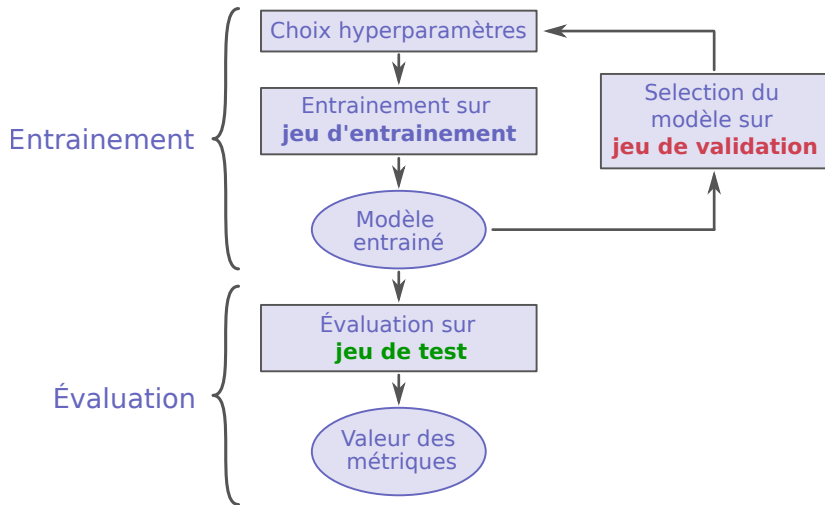 Choix hyperparamètres
Entrainement sur
jeu d'entrainement
Selection du
modèle sur
jeu de validation
Entrainement
Modèle
entrainé
Évaluation sur
jeu de test
Évaluation
Valeur des
métriques